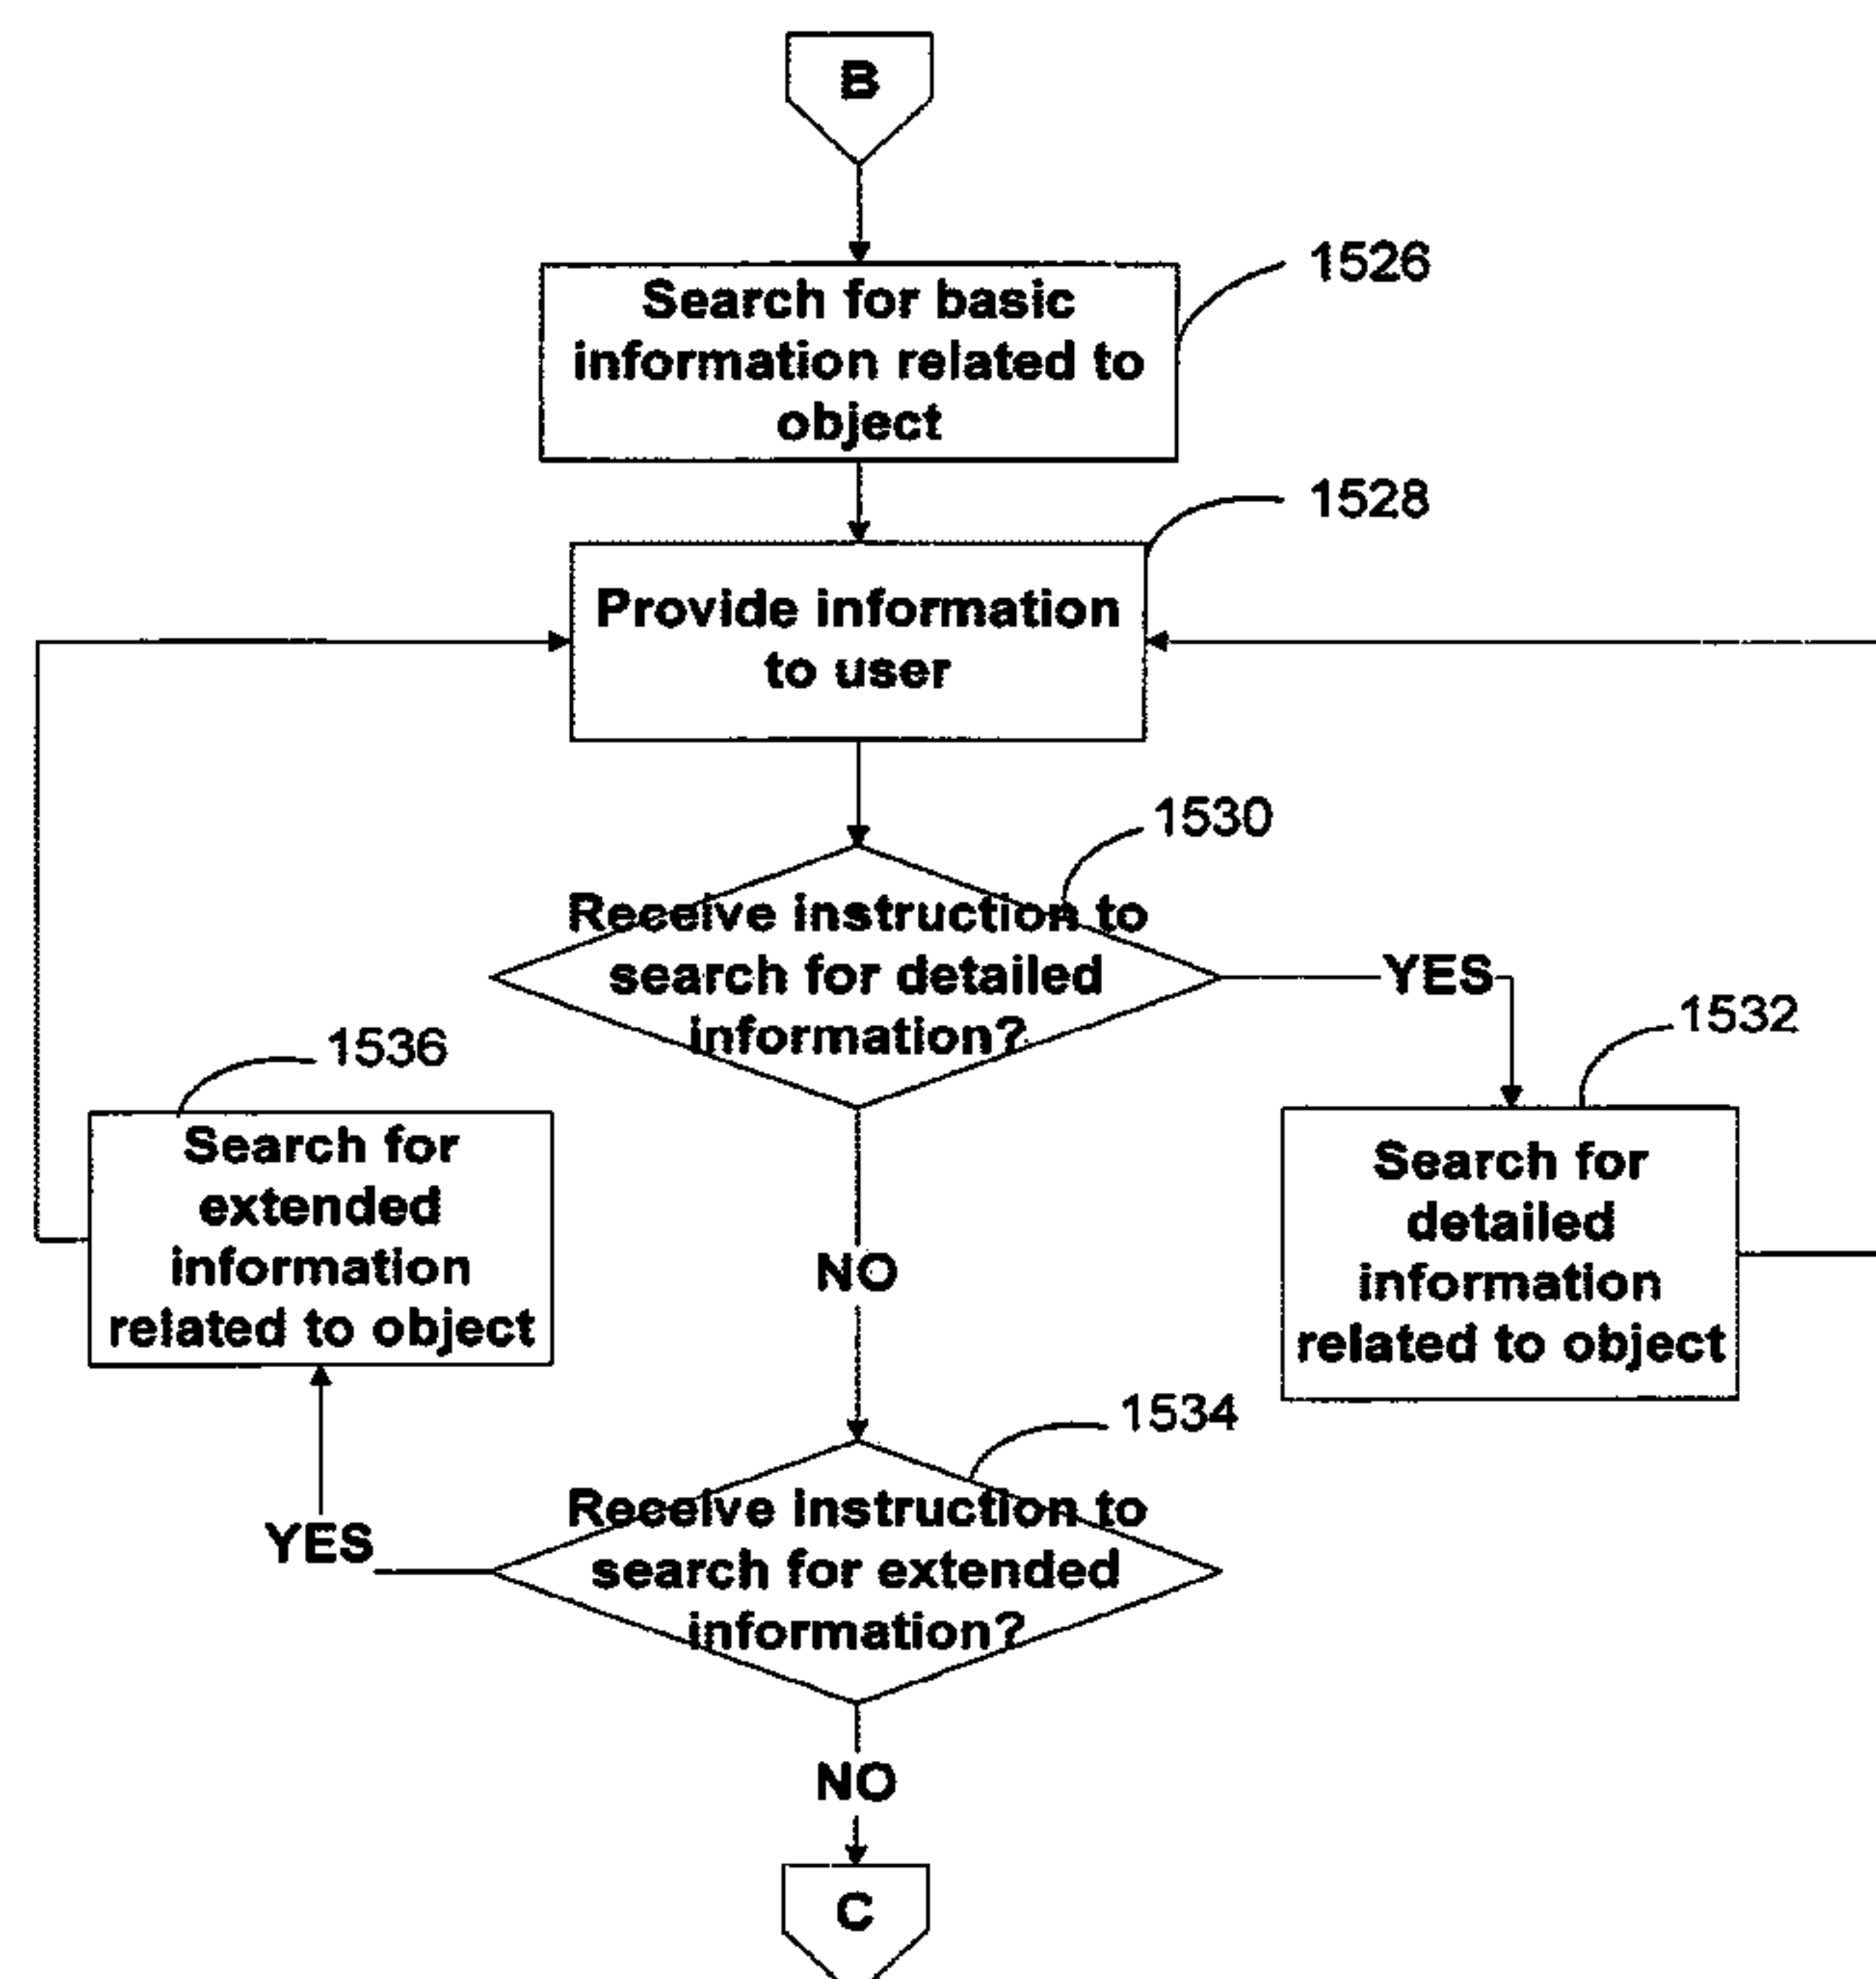 B
1526
Search for basic
information related to
object
1528
Provide information
to user
1530
Receive instruction to
search for detailed
information?
YES
1532
Search for
detailed
information
related to object
1536
Search for
extended
information
related to object
NO
1534
Receive instruction to
search for extended
information?
YES
NO
C